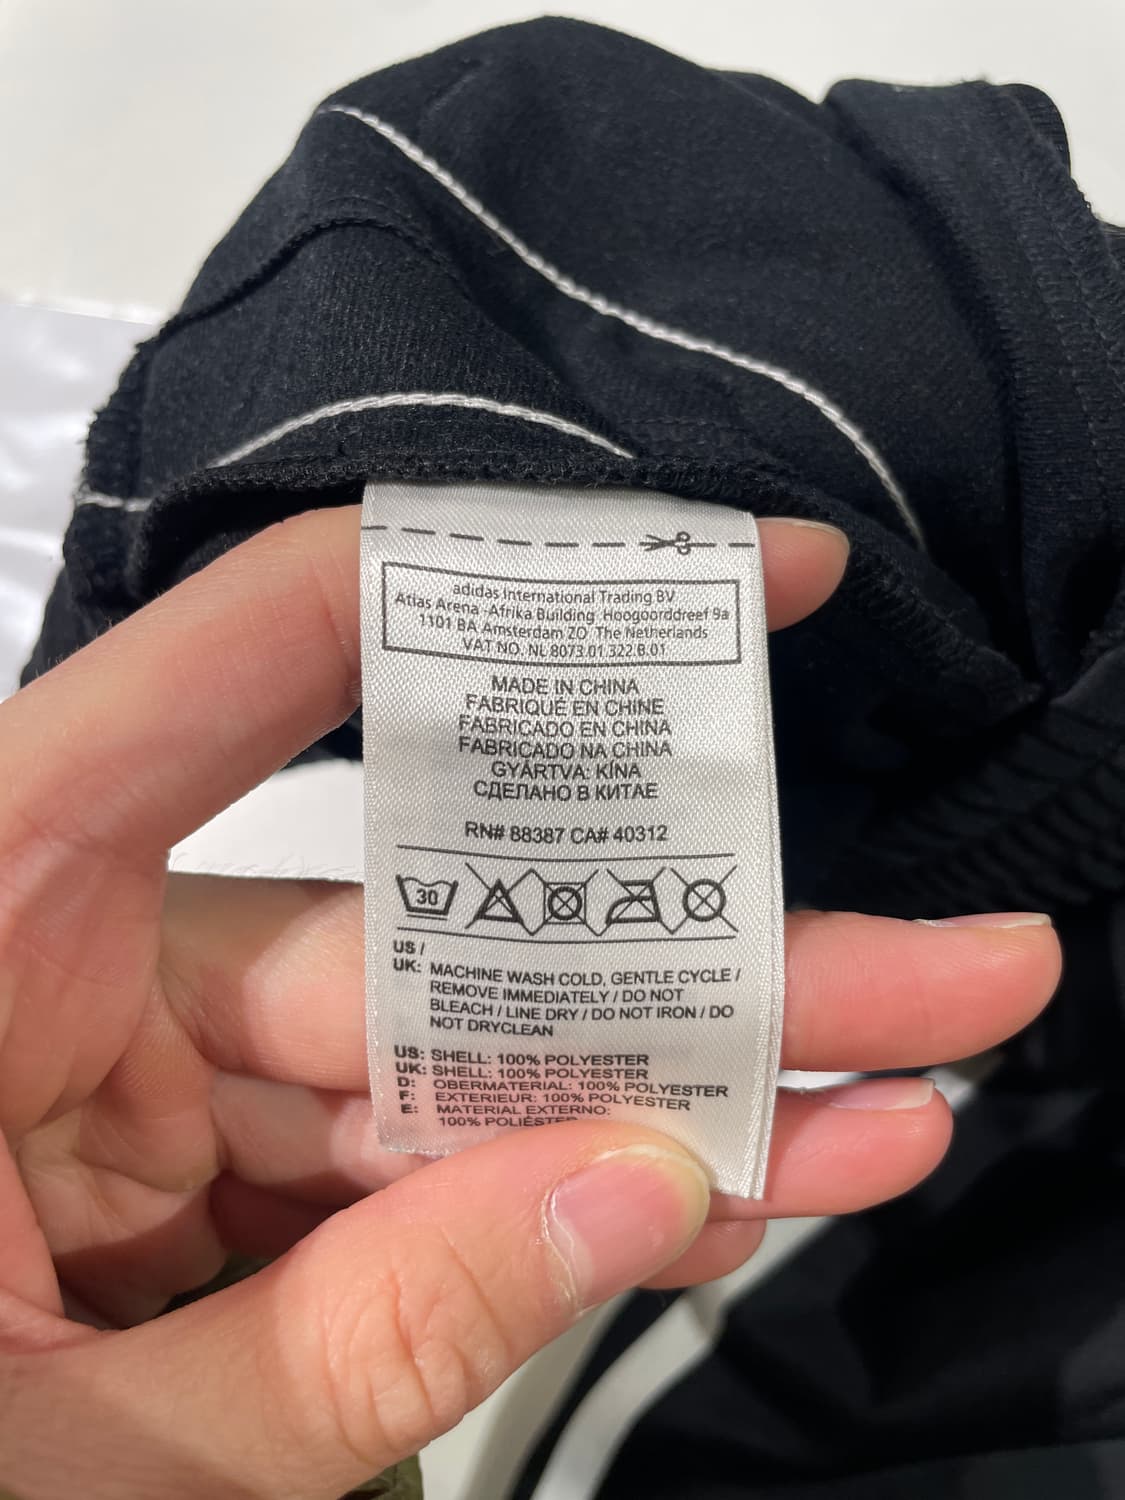 adidas International Trading BV
Atlas Arena -Afrika Building Hoogoorddreef 9a
1101 BA Amsterdam ZO The Netherlands
VAT NO. NL 8073.01.322.B.01
MADE IN CHINA
FABRIQUÉ EN CHINE
FABRICADO EN CHINA
FABRICADO NA CHINA
GYÁRTVA: KÍNA
СДЕЛАНО В КИТАЕ
RN# 88387 CA# 40312
30
US /
UK: MACHINE WASH COLD, GENTLE CYCLE /
REMOVE IMMEDIATELY / DO NOT
BLEACH / LINE DRY / DO NOT IRON / DO
NOT DRYCLEAN
US: SHELL: 100% POLYESTER
UK: SHELL: 100% POLYESTER
D: OBERMATERIAL: 100% POLYESTER
F: EXTERIEUR: 100% POLYESTER
E: MATERIAL EXTERNO:
100% POLIÉSTER